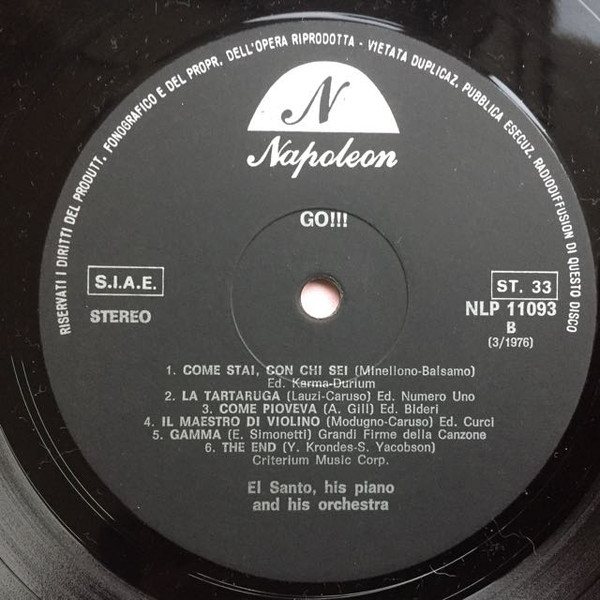 RISERVATI I DIRITTI DEL PRODUTT. FONOGRAFICO E DEL PROPR. DELL'OPERA RIPRODOTTA - VIETATA DUPLICAZ. PUBBLICA ESECUZ. RADIODIFFUSION DI QUESTO DISCO
N
Napoleon
GO!!!
S.I.A.E.
STEREO
ST. 33
NLP 11093
B
(3/1976)
1. COME STAI, CON CHI SEI (Minellono-Balsamo)
Ed. Karma-Durium
2. LA TARTARUGA (Lauzi-Caruso) Ed. Numero Uno
3. COME PIOVEVA (A. Gill) Ed. Bideri
4. IL MAESTRO DI VIOLINO (Modugno-Caruso) Ed. Curci
5. GAMMA (E. Simonetti) Grandi Firme della Canzone
6. THE END (Y. Krondes-S. Yacobson)
Criterium Music Corp.
El Santo, his piano
and his orchestra